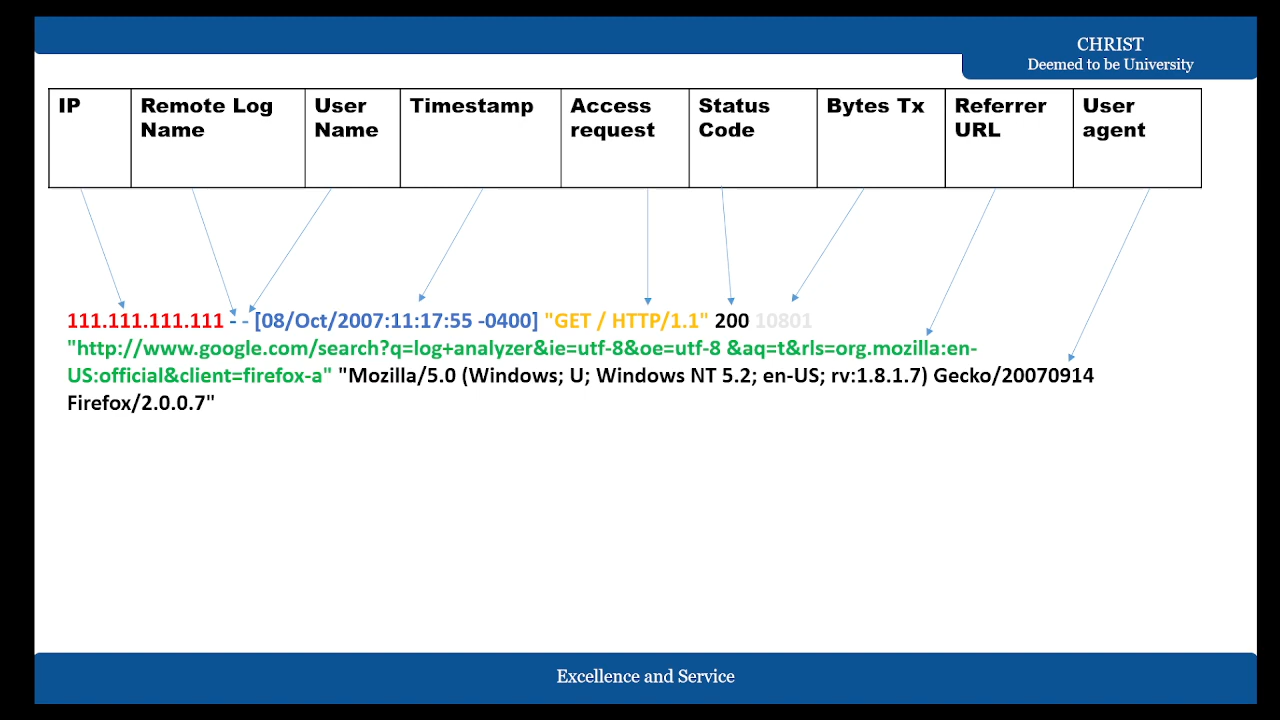 CHRIST
Deemed to be University
IP
Remote Log
Name
User
Name
Timestamp
Access
request
Status
Code
Bytes Tx
Referrer
URL
User
agent
111.111.111.111 - - [08/Oct/2007:11:17:55 -0400] "GET / HTTP/1.1" 200 10801
"http://www.google.com/search?q=log+analyzer&ie=utf-8&oe=utf-8 &aq=t&rls=org.mozilla:en-
US:official&client=firefox-a" "Mozilla/5.0 (Windows; U; Windows NT 5.2; en-US; rv:1.8.1.7) Gecko/20070914
Firefox/2.0.0.7"
Excellence and Service